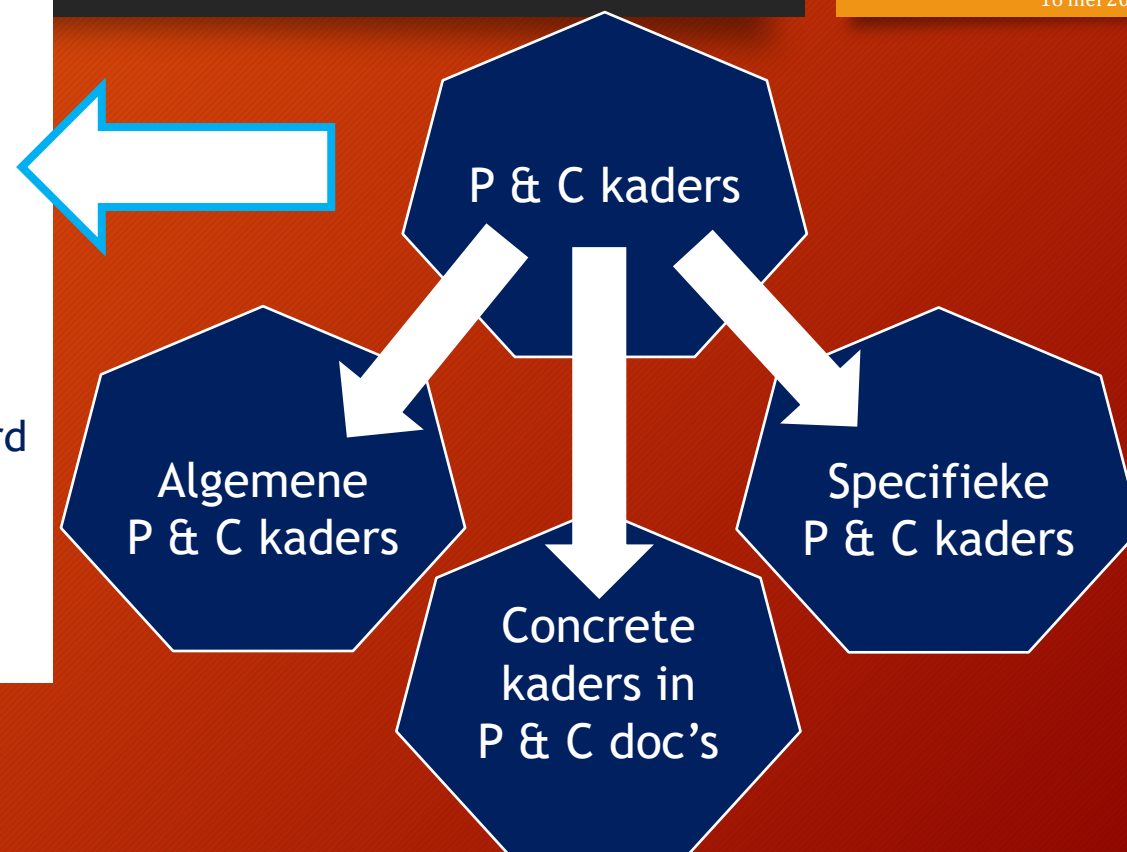 P & C kaders
Algemene
P & C kaders
Specifieke
P & C kaders
Concrete
kaders in
P & C doc’s